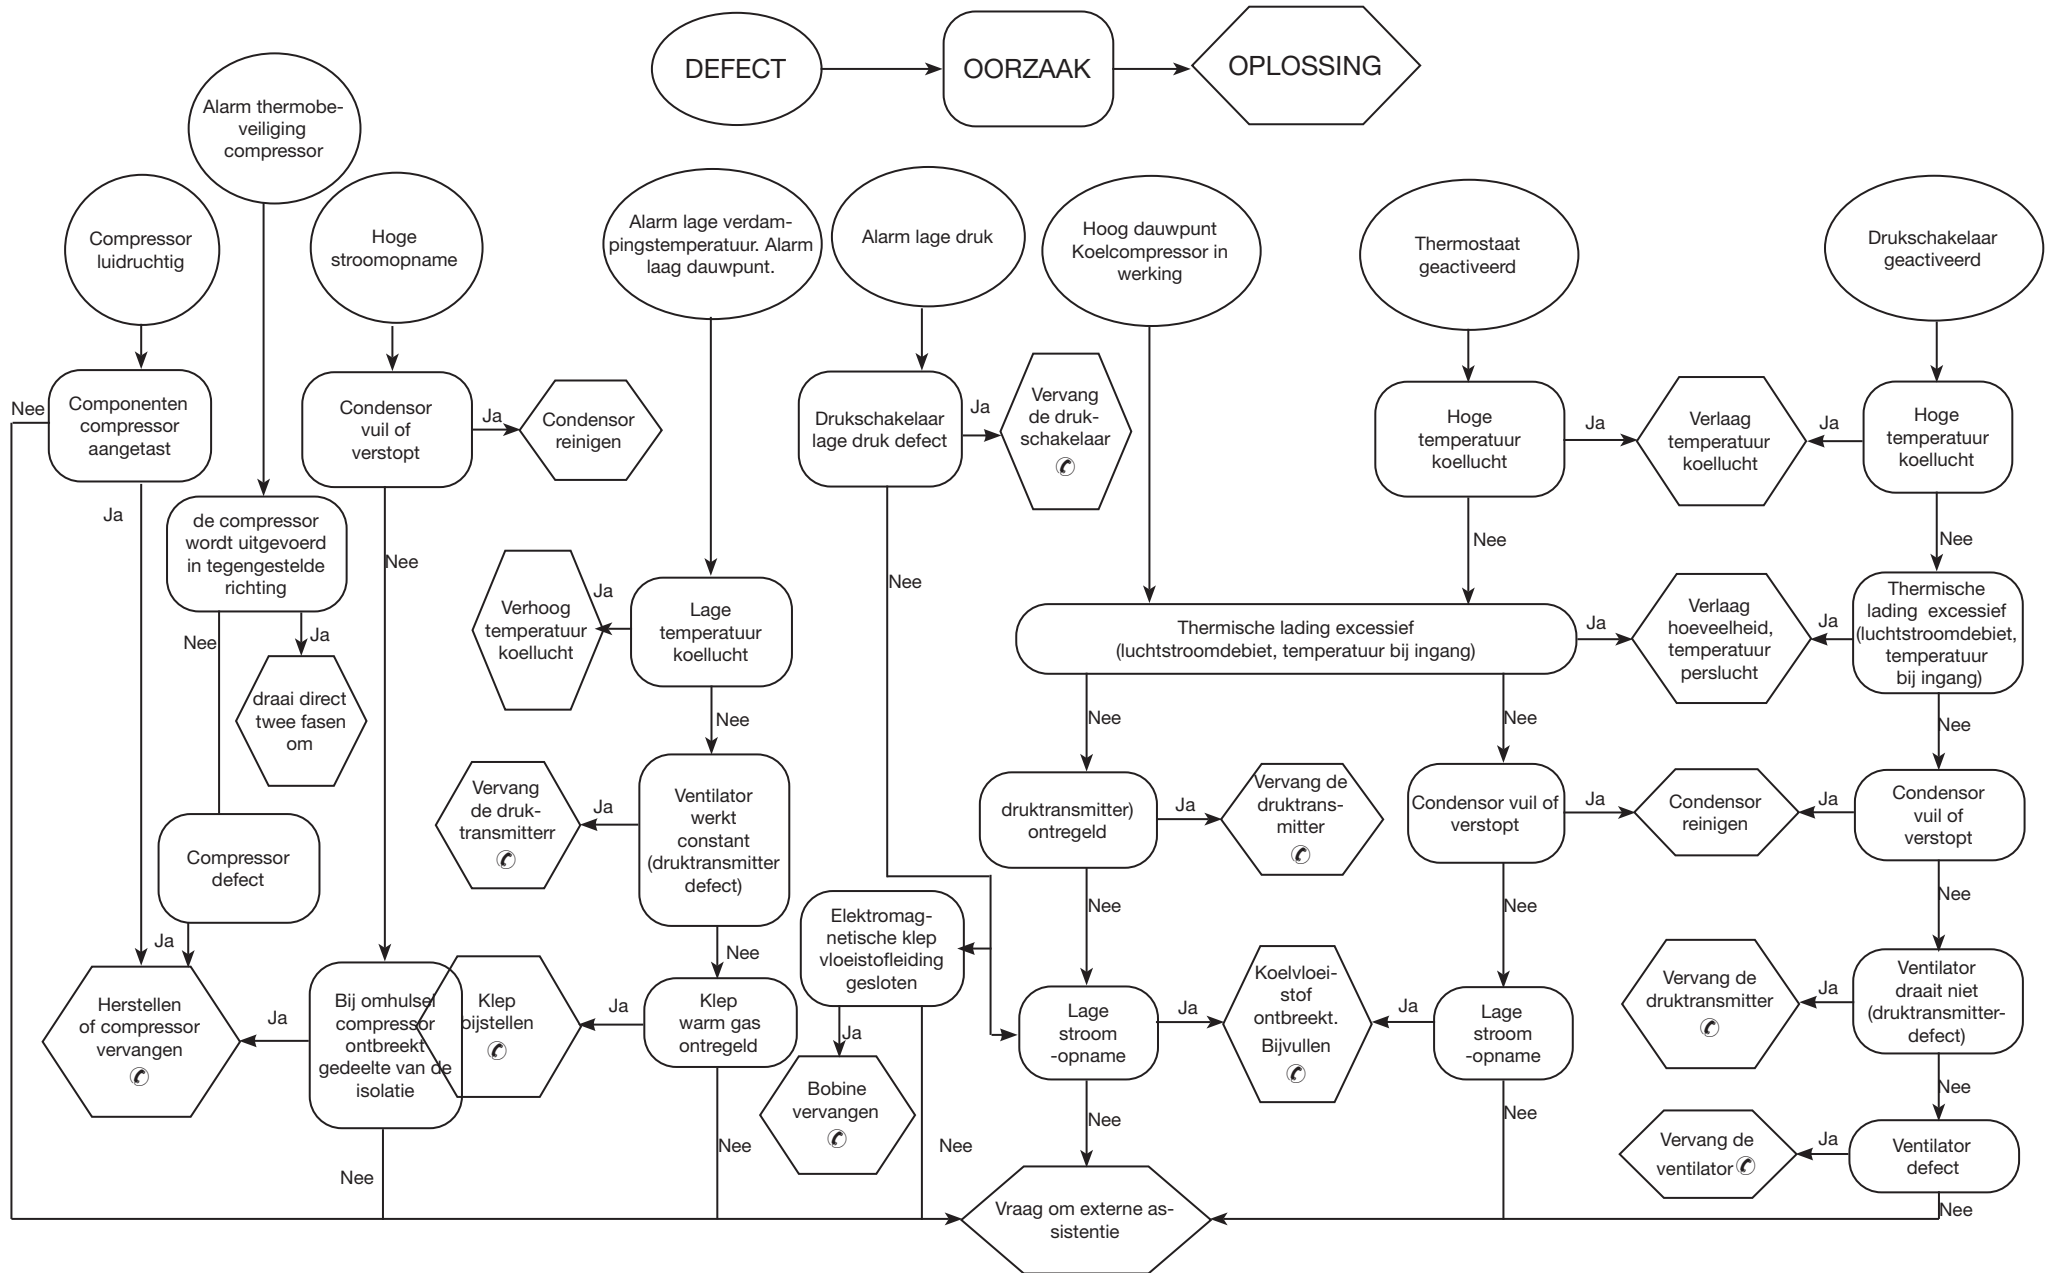 DEFECT
OORZAAK
OPLOSSING
Alarm thermobe-
veiliging
compressor
Compressor
luidruchtig
Hoge
stroomopname
Alarm lage verdam-
pingstemperatuur. Alarm
laag dauwpunt.
Alarm lage druk
Hoog dauwpunt
Koelcompressor in
werking
Thermostaat
geactiveerd
Drukschakelaar
geactiveerd
Nee
Componenten
compressor
aangetast
Ja
Condensor
vuil of
verstopt
Ja
Condensor
reinigen
Nee
Drukschakelaar
lage druk defect
Ja
Vervang
de druk-
schakelaar
Nee
Hoge
temperatuur
koellucht
Ja
Verlaag
temperatuur
koellucht
Ja
Hoge
temperatuur
koellucht
Nee
Nee
de compressor
wordt uitgevoerd
in tegengestelde
richting
Nee
Ja
draai direct
twee fasen
om
Verhoog
temperatuur
koellucht
Ja
Lage
temperatuur
koellucht
Nee
Thermische lading excessief
(luchtstroomdebiet, temperatuur bij ingang)
Ja
Verlaag
hoeveelheid,
temperatuur
perslucht
Ja
Thermische
lading excessief
(luchtstroomdebiet,
temperatuur
bij ingang)
Nee
Nee
Nee
Vervang
de druk-
transmitterr
Ja
Ventilator
werkt
constant
(druktransmitter
defect)
Nee
druktransmitter)
ontregeld
Ja
Vervang de
druktrans-
mitter
Nee
Condensor vuil of
verstopt
Ja
Condensor
reinigen
Ja
Condensor
vuil of
verstopt
Nee
Nee
Compressor
defect
Ja
Herstellen
of compressor
vervangen
Ja
Bij omhulsel
compressor
ontbreekt
gedeelte van de
isolatie
Nee
Klep
bijstellen
Ja
Klep
warm gas
ontregeld
Nee
Elektromag-
netische klep
vloeistofleiding
gesloten
Ja
Bobine
vervangen
Nee
Lage
stroom
-opname
Ja
Koelvloei-
stof
ontbreekt.
Bijvullen
Ja
Lage
stroom
-opname
Nee
Nee
Vervang de
druktransmitter
Ja
Ventilator
draait niet
(druktransmitter-
defect)
Nee
Vervang de
ventilator
Ja
Ventilator
defect
Nee
Vraag om externe as-
sistentie